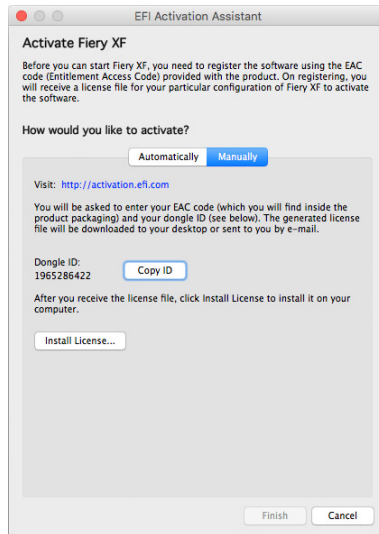 EFI Activation Assistant
Activate Fiery XF
Before you can start Fiery XF, you need to register the software using the EAC
code (Entitlement Access Code) provided with the product. On registering, you
will receive a license file for your particular configuration of Fiery XF to activate
the software.
How would you like to activate?
Automatically Manually
Visit: http://activation.efi.com
You will be asked to enter your EAC code (which you will find inside the
product packaging) and your dongle ID (see below). The generated license
file will be downloaded to your desktop or sent to you by e-mail.
Dongle ID:
1965286422 Copy ID
After you receive the license file, click Install License to install it on your
computer.
Install License...
Finish Cancel